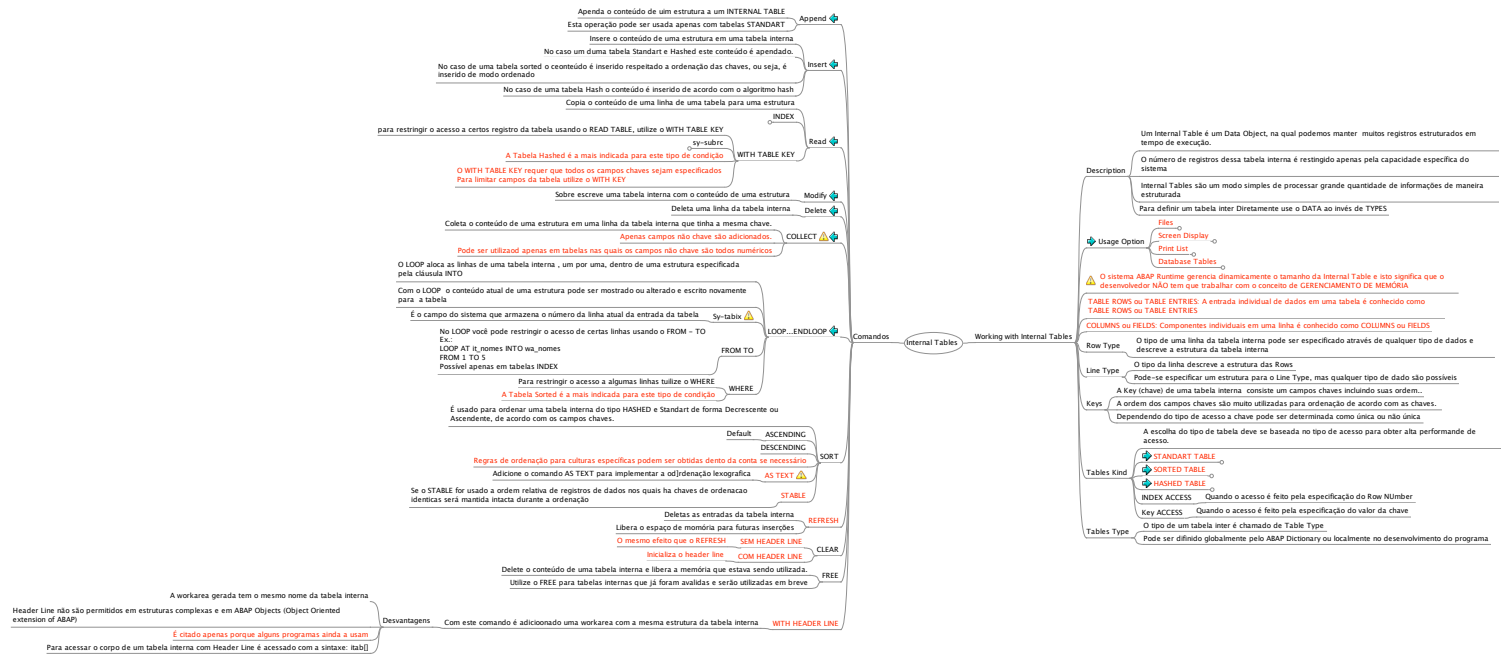 Apenda o conteúdo de uim estrutura a um INTERNAL TABLE
Esta operação pode ser usada apenas com tabelas STANDART
Append
Insere o conteúdo de uma estrutura em uma tabela interna
No caso um duma tabela Standart e Hashed este conteúdo é apendado.
No caso de uma tabela sorted o ceonteúdo é inserido respeitado a ordenação das chaves, ou seja, é
inserido de modo ordenado
No caso de uma tabela Hash o conteúdo é inserido de acordo com o algoritmo hash
Insert
Copia o conteúdo de uma linha de uma tabela para uma estrutura
INDEX
para restringir o acesso a certos registro da tabela usando o READ TABLE, utilize o WITH TABLE KEY
sy-subrc
A Tabela Hashed é a mais indicada para este tipo de condição
O WITH TABLE KEY requer que todos os campos chaves sejam especificados
Para limitar campos da tabela utilize o WITH KEY
WITH TABLE KEY
Read
Sobre escreve uma tabela interna com o conteúdo de uma estrutura
Modify
Deleta uma linha da tabela interna
Delete
Coleta o conteúdo de uma estrutura em uma linha da tabela interna que tinha a mesma chave.
Apenas campos não chave são adicionados.
Pode ser utilizaod apenas em tabelas nas quais os campos não chave são todos numéricos
COLLECT
O LOOP aloca as linhas de uma tabela interna , um por uma, dentro de uma estrutura especificada
pela cláusula INTO
Com o LOOP o conteúdo atual de uma estrutura pode ser mostrado ou alterado e escrito novamente
para a tabela
É o campo do sistema que armazena o número da linha atual da entrada da tabela
Sy-tabix
No LOOP você pode restringir o acesso de certas linhas usando o FROM - TO
Ex.:
LOOP AT it_nomes INTO wa_nomes
FROM 1 TO 5
Possível apenas em tabelas INDEX
FROM TO
Para restringir o acesso a algumas linhas tuilize o WHERE
A Tabela Sorted é a mais indicada para este tipo de condição
WHERE
LOOP...ENDLOOP
É usado para ordenar uma tabela interna do tipo HASHED e Standart de forma Decrescente ou
Ascendente, de acordo com os campos chaves.
Default
ASCENDING
DESCENDING
Regras de ordenação para culturas específicas podem ser obtidas dento da conta se necessário
Adicione o comando AS TEXT para implementar a od]rdenação lexografica
AS TEXT
Se o STABLE for usado a ordem relativa de registros de dados nos quais ha chaves de ordenacao
identicas será mantida intacta durante a ordenação
STABLE
SORT
Deletas as entradas da tabela interna
Libera o espaço de memória para futuras inserções
REFRESH
O mesmo efeito que o REFRESH
SEM HEADER LINE
Inicializa o header line
COM HEADER LINE
CLEAR
Delete o conteúdo de uma tabela interna e libera a memória que estava sendo utilizada.
Utilize o FREE para tabelas internas que já foram avalidas e serão utilizadas em breve
FREE
A workarea gerada tem o mesmo nome da tabela interna
Header Line não são permitidos em estruturas complexas e em ABAP Objects (Object Oriented
extension of ABAP)
É citado apenas porque alguns programas ainda a usam
Para acessar o corpo de um tabela interna com Header Line é acessado com a sintaxe: itab[]
Desvantagens
Com este comando é adicioonado uma workarea com a mesma estrutura da tabela interna
WITH HEADER LINE
Comandos
Internal Tables
Working with Internal Tables
Description
Um Internal Table é um Data Object, na qual podemos manter muitos registros estruturados em
tempo de execução.
O número de registros dessa tabela interna é restingido apenas pela capacidade específica do
sistema
Internal Tables são um modo simples de processar grande quantidade de informações de maneira
estruturada
Para definir um tabela inter Diretamente use o DATA ao invés de TYPES
Usage Option
Files
Screen Display
Print List
Database Tables
O sistema ABAP Runtime gerencia dinamicamente o tamanho da Internal Table e isto significa que o
desenvolvedor NÃO tem que trabalhar com o conceito de GERENCIAMENTO DE MEMÓRIA
TABLE ROWS ou TABLE ENTRIES: A entrada individual de dados em uma tabela é conhecido como
TABLE ROWS ou TABLE ENTRIES
COLUMNS ou FIELDS: Componentes individuais em uma linha é conhecido como COLUMNS ou FIELDS
Row Type
O tipo de uma linha da tabela interna pode ser especificado através de qualquer tipo de dados e
descreve a estrutura da tabela interna
Line Type
O tipo da linha descreve a estrutura das Rows
Pode-se especificar um estrutura para o Line Type, mas qualquer tipo de dado são possíveis
Keys
A Key (chave) de uma tabela interna consiste um campos chaves incluindo suas ordem..
A ordem dos campos chaves são muito utilizadas para ordenação de acordo com as chaves.
Dependendo do tipo de acesso a chave pode ser determinada como única ou não única
Tables Kind
A escolha do tipo de tabela deve se baseada no tipo de acesso para obter alta performande de
acesso.
STANDART TABLE
SORTED TABLE
HASHED TABLE
INDEX ACCESS
Quando o acesso é feito pela especificação do Row NUmber
Key ACCESS
Quando o acesso é feito pela especificação do valor da chave
Tables Type
O tipo de um tabela inter é chamado de Table Type
Pode ser difinido globalmente pelo ABAP Dictionary ou localmente no desenvolvimento do programa